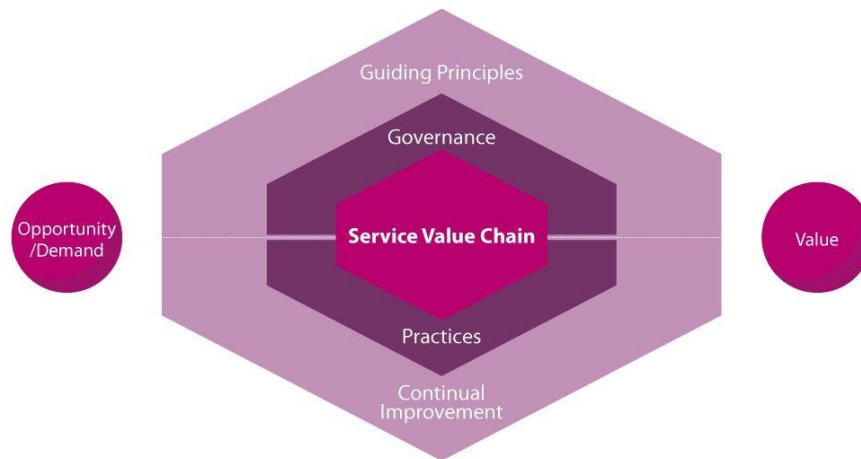 Guiding Principles
Governance
Opportunity
/Demand
Service Value Chain
Value
Practices
Continual
Improvement